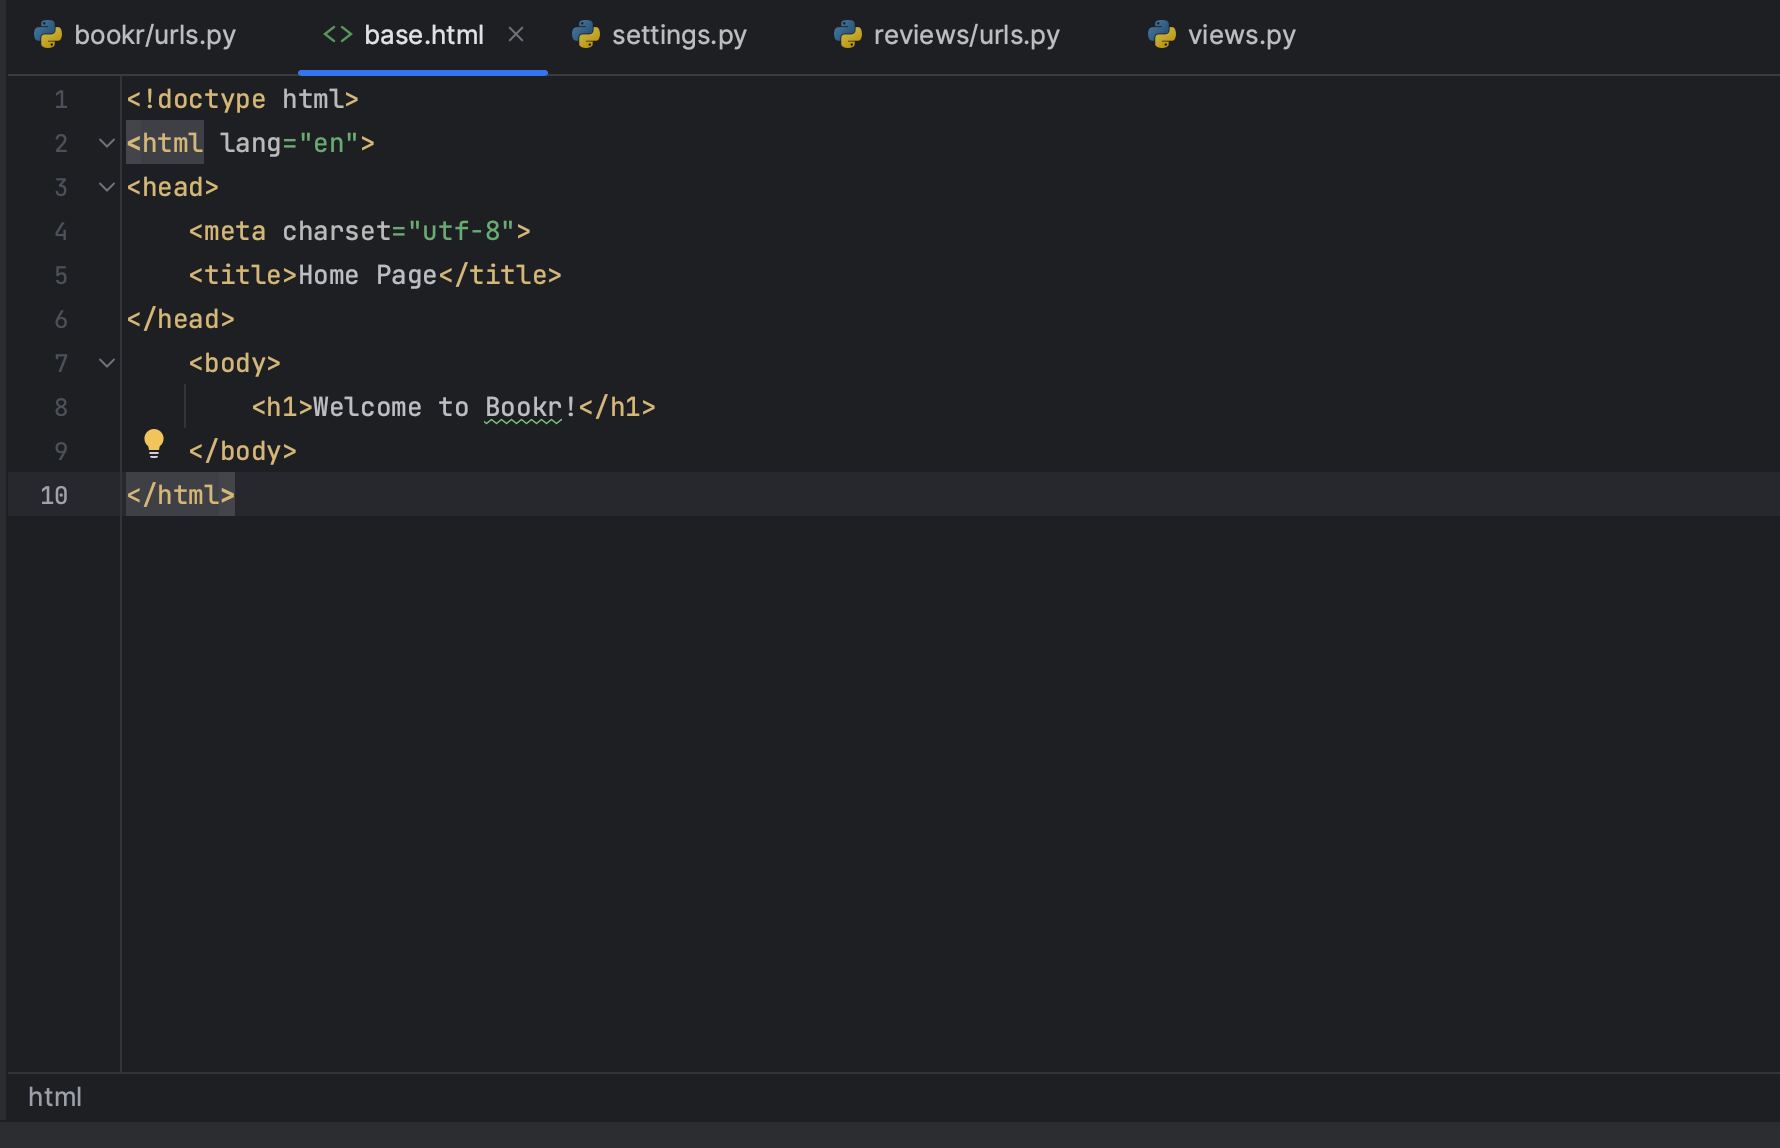 bookr/urls.py <> base.html × settings.py reviews/urls.py views.py
1 <!doctype html>
2 <html lang="en">
3 <head>
4     <meta charset="utf-8">
5     <title>Home Page</title>
6 </head>
7     <body>
8         <h1>Welcome to Bookr!</h1>
9     </body>
10 </html>
html